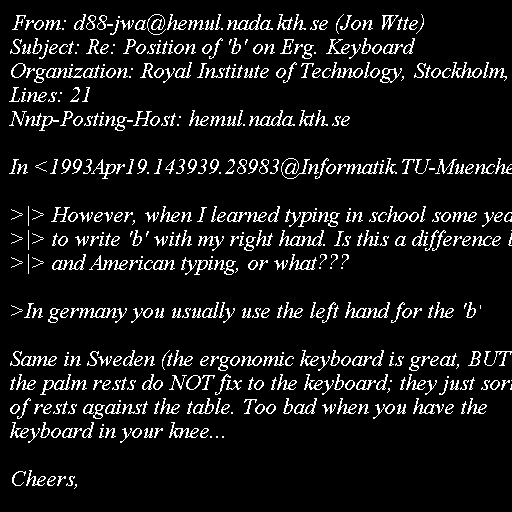 From: d88-jwa@hemul.nada.kth.se (Jon Wtte)
Subject: Re: Position of 'b' on Erg. Keyboard
Organization: Royal Institute of Technology, Stockholm,
Lines: 21
Nntp-Posting-Host: hemul.nada.kth.se
In <1993Apr19.143939.28983@Informatik.TU-Muenche
>|> However, when I learned typing in school some yea
>|> to write 'b' with my right hand. Is this a difference b
>|> and American typing, or what???
>In germany you usually use the left hand for the 'b'
Same in Sweden (the ergonomic keyboard is great, BUT
the palm rests do NOT fix to the keyboard; they just sort
of rests against the table. Too bad when you have the
keyboard in your knee...
Cheers,